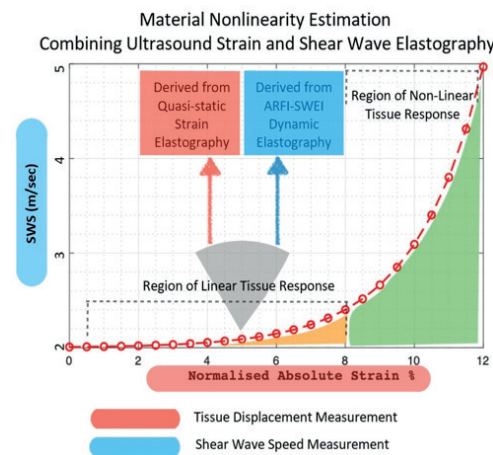 Material Nonlinearity Estimation
Combining Ultrasound Strain and Shear Wave Elastography
Derived from
Quasi-static
Strain
Elastography
Derived from
ARFI-SWEI
Dynamic
Elastography
Region of Non-Linear
Tissue Response
Region of Linear Tissue Response
SWS (m/sec)
5
4
3
2
0 2 4 6 8 10 12
Normalised Absolute Strain %
Tissue Displacement Measurement
Shear Wave Speed Measurement